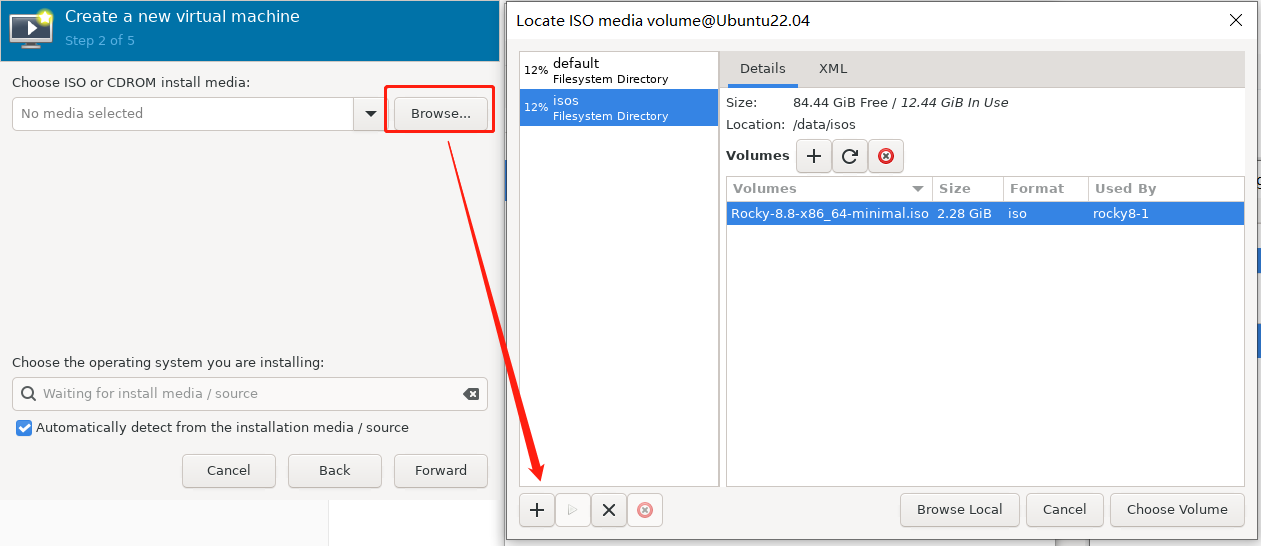 Create a new virtual machine
Step 2 of 5
Choose ISO or CDROM install media:
No media selected
Browse...
Choose the operating system you are installing:
Waiting for install media / source
Automatically detect from the installation media / source
Cancel
Back
Forward
Locate ISO media volume@Ubuntu22.04
12% default
Filesystem Directory
12% isos
Filesystem Directory
Details XML
Size: 84.44 GiB Free / 12.44 GiB In Use
Location: /data/isos
Volumes
Volumes Size Format Used By
Rocky-8.8-x86_64-minimal.iso 2.28 GiB iso rocky8-1
Browse Local
Cancel
Choose Volume